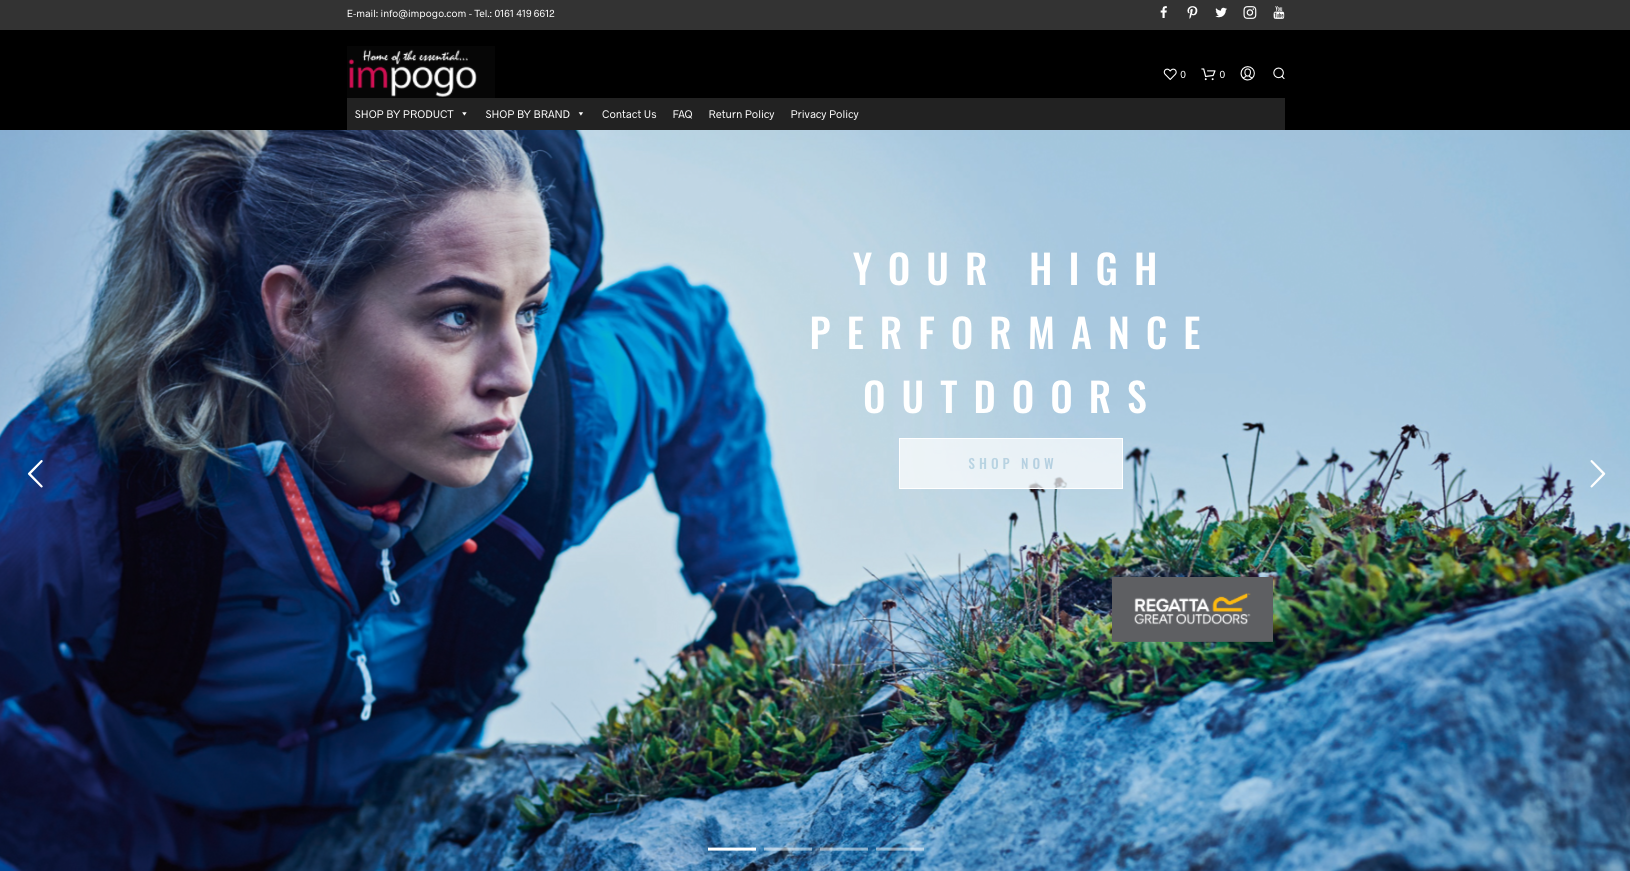 E-mail: info@impogo.com - Tel.: 0161 419 6612
Home of the essential...
impogo
0
0
SHOP BY PRODUCT
SHOP BY BRAND
Contact Us
FAQ
Return Policy
Privacy Policy
YOUR HIGH
PERFORMANCE
OUTDOORS
SHOP NOW
REGATTA
GREAT OUTDOORS